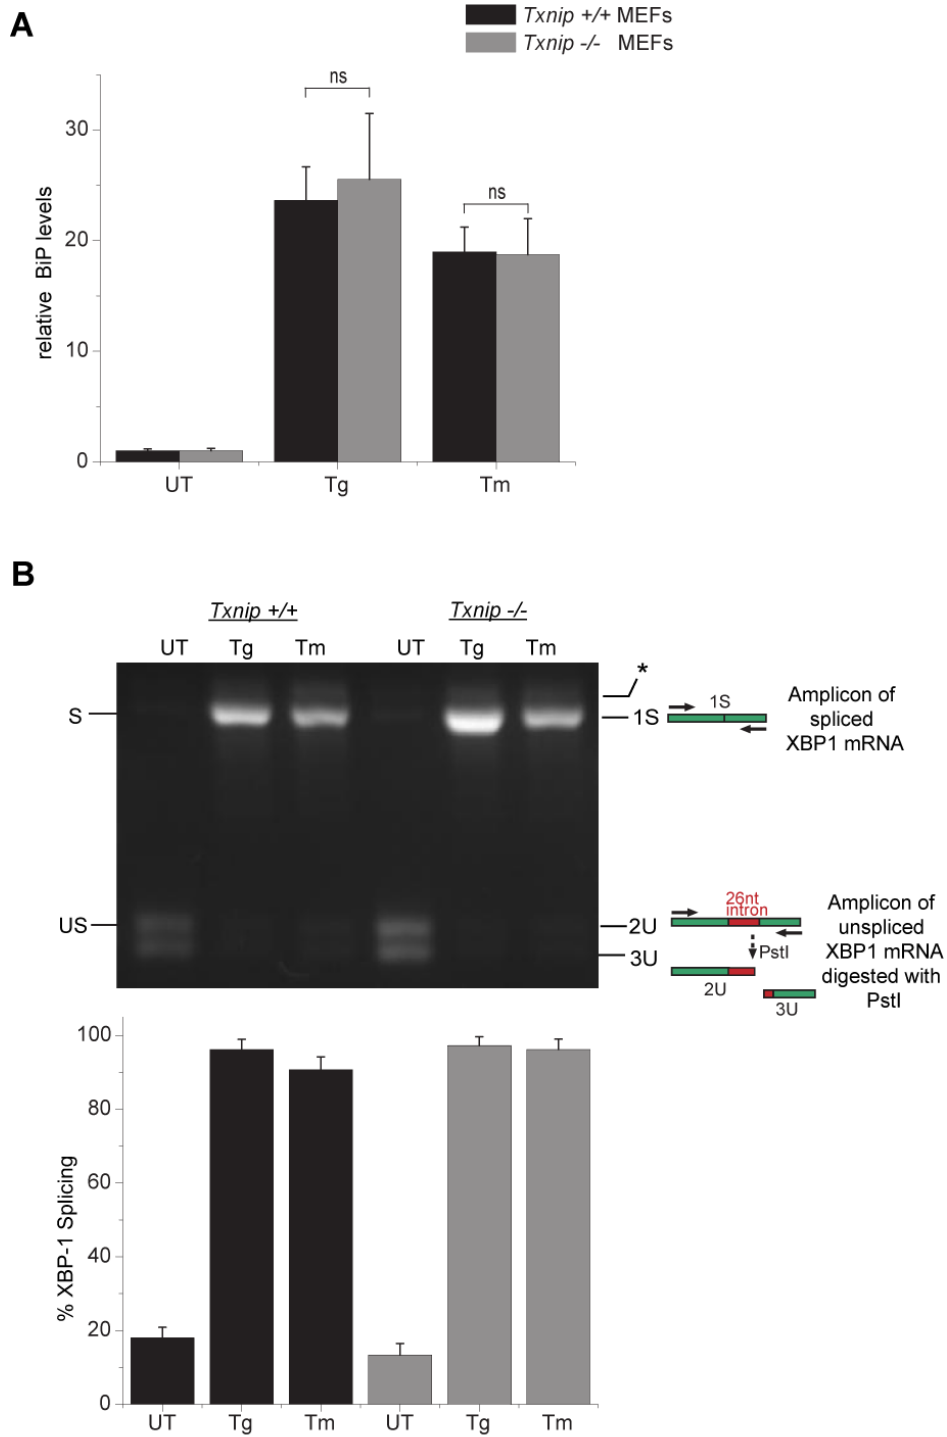 A
Txnip +/+ MEFs
Txnip -/- MEFs
ns
ns
30
20
10
0
relative BiP levels
UT Tg Tm
B
Txnip +/+ Txnip -/-
UT Tg Tm UT Tg Tm
*
S
1S
1S
Amplicon of
spliced
XBP1 mRNA
US
2U
3U
26nt
intron
PstI
2U
3U
Amplicon of
unspliced
XBP1 mRNA
digested with
PstI
100
80
60
40
20
0
% XBP-1 Splicing
UT Tg Tm UT Tg Tm